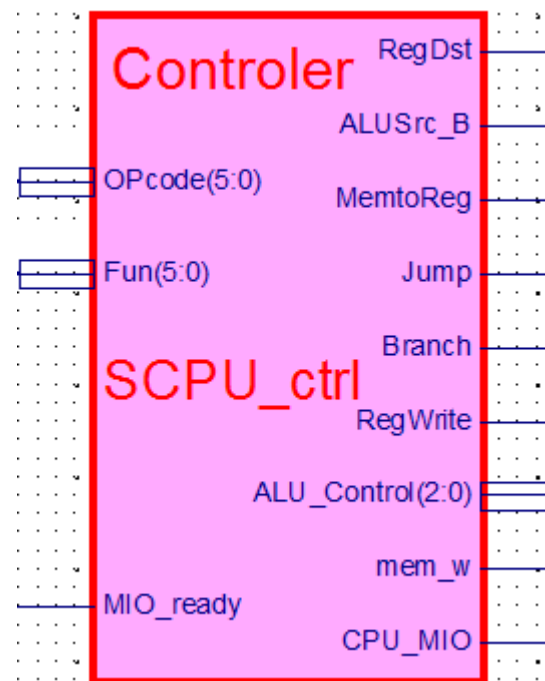 Controler
RegDst
ALUSrc_B
OPcode(5:0)
MemtoReg
Fun(5:0)
Jump
Branch
SCPU_ctrl
RegWrite
ALU_Control(2:0)
mem_w
MIO_ready
CPU_MIO